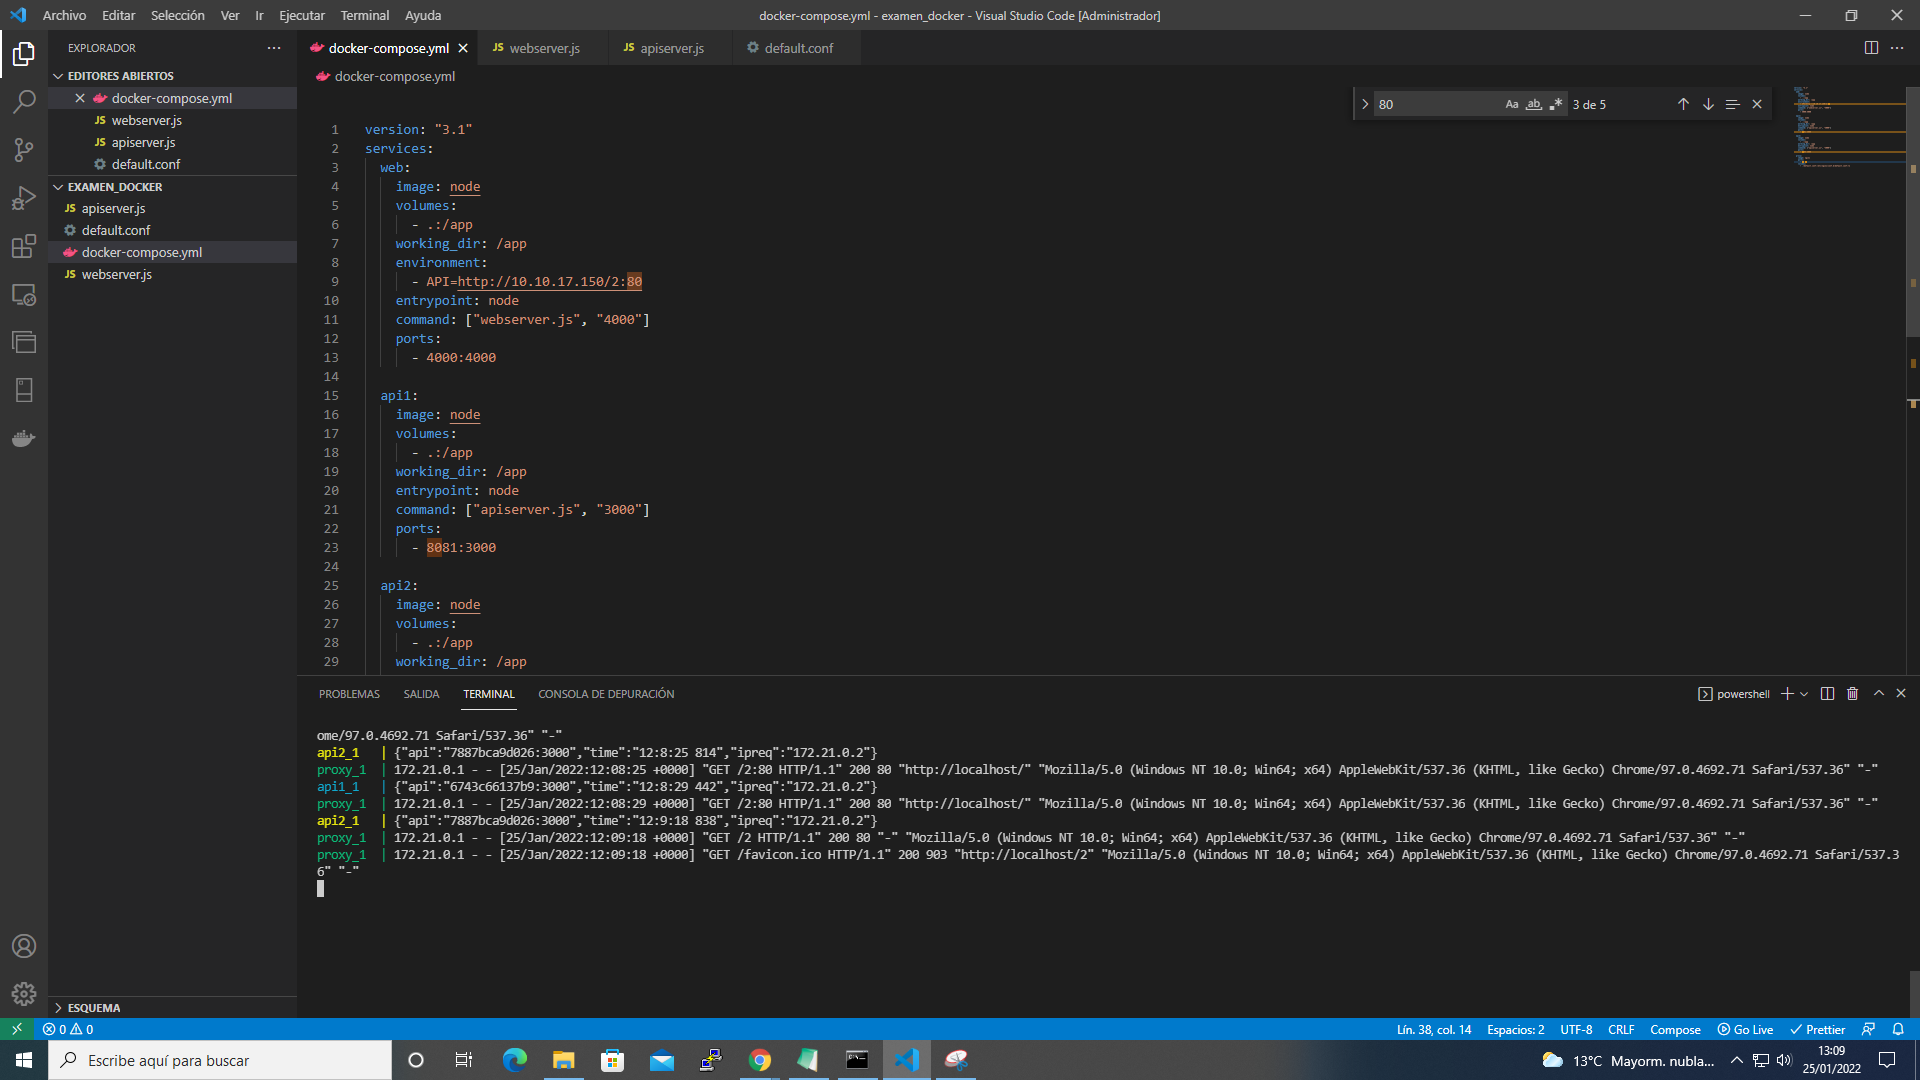 Archivo Editar Selección Ver Ir Ejecutar Terminal Ayuda
docker-compose.yml - examen_docker - Visual Studio Code [Administrador]
EXPLORADOR
EDITORES ABIERTOS
docker-compose.yml
webserver.js
apiserver.js
default.conf
EXAMEN_DOCKER
apiserver.js
default.conf
docker-compose.yml
webserver.js
ESQUEMA
docker-compose.yml webserver.js apiserver.js default.conf
docker-compose.yml
80 Aa ab 3 de 5
1 version: "3.1"
2 services:
3 web:
4 image: node
5 volumes:
6 - .:/app
7 working_dir: /app
8 environment:
9 - API=http://10.10.17.150/2:80
10 entrypoint: node
11 command: ["webserver.js", "4000"]
12 ports:
13 - 4000:4000
14
15 api1:
16 image: node
17 volumes:
18 - .:/app
19 working_dir: /app
20 entrypoint: node
21 command: ["apiserver.js", "3000"]
22 ports:
23 - 8081:3000
24
25 api2:
26 image: node
27 volumes:
28 - .:/app
29 working_dir: /app
PROBLEMAS SALIDA TERMINAL CONSOLA DE DEPURACIÓN
powershell
ome/97.0.4692.71 Safari/537.36" "-"
api2_1 | {"api":"7887bca9d026:3000","time":"12:8:25 814","ipreq":"172.21.0.2"}
proxy_1 | 172.21.0.1 - - [25/Jan/2022:12:08:25 +0000] "GET /2:80 HTTP/1.1" 200 80 "http://localhost/" "Mozilla/5.0 (Windows NT 10.0; Win64; x64) AppleWebKit/537.36 (KHTML, like Gecko) Chrome/97.0.4692.71 Safari/537.36" "-"
api1_1 | {"api":"6743c66137b9:3000","time":"12:8:29 442","ipreq":"172.21.0.2"}
proxy_1 | 172.21.0.1 - - [25/Jan/2022:12:08:29 +0000] "GET /2:80 HTTP/1.1" 200 80 "http://localhost/" "Mozilla/5.0 (Windows NT 10.0; Win64; x64) AppleWebKit/537.36 (KHTML, like Gecko) Chrome/97.0.4692.71 Safari/537.36" "-"
api2_1 | {"api":"7887bca9d026:3000","time":"12:9:18 838","ipreq":"172.21.0.2"}
proxy_1 | 172.21.0.1 - - [25/Jan/2022:12:09:18 +0000] "GET /2 HTTP/1.1" 200 80 "-" "Mozilla/5.0 (Windows NT 10.0; Win64; x64) AppleWebKit/537.36 (KHTML, like Gecko) Chrome/97.0.4692.71 Safari/537.36" "-"
proxy_1 | 172.21.0.1 - - [25/Jan/2022:12:09:18 +0000] "GET /favicon.ico HTTP/1.1" 200 903 "http://localhost/2" "Mozilla/5.0 (Windows NT 10.0; Win64; x64) AppleWebKit/537.36 (KHTML, like Gecko) Chrome/97.0.4692.71 Safari/537.3
6" "-"
0 0 Lín. 38, col. 14 Espacios: 2 UTF-8 CRLF Compose Go Live Prettier
Escribe aquí para buscar
13°C Mayorm. nubla...
13:09
25/01/2022